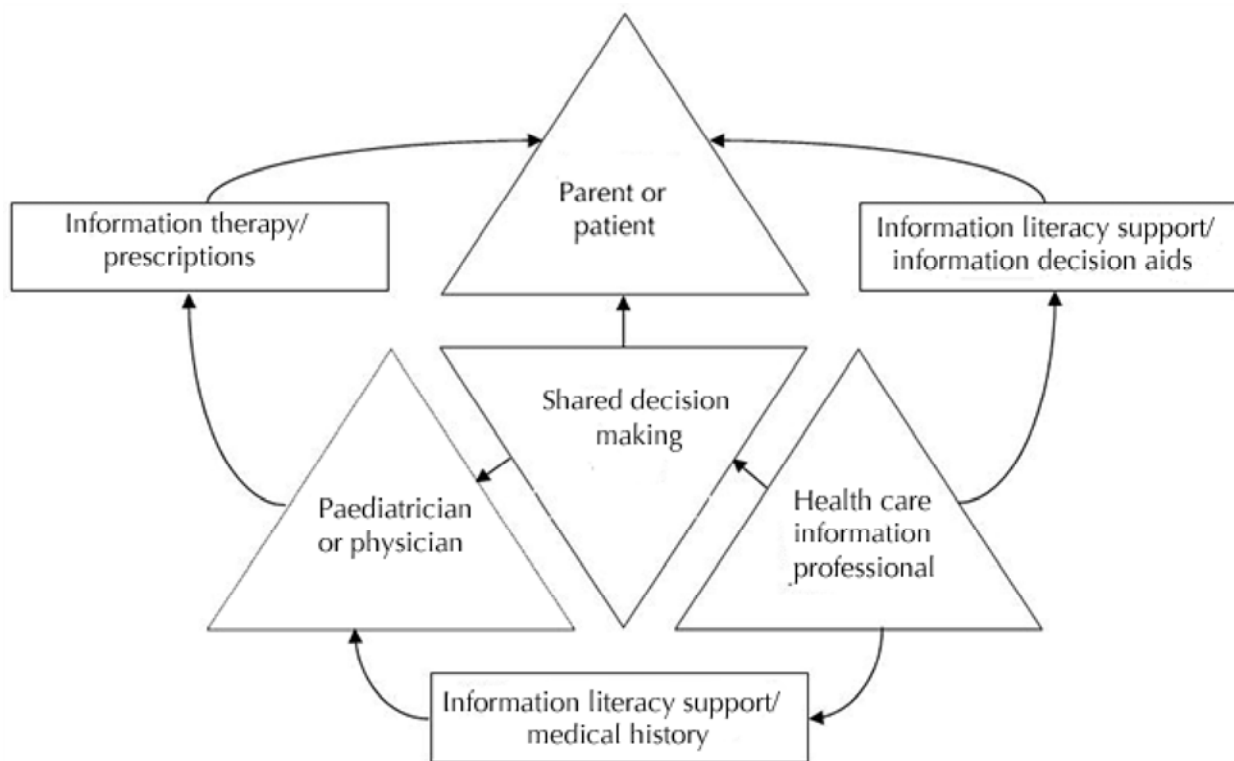 Parent or
patient
Information therapy/
prescriptions
Information literacy support/
information decision aids
Shared decision
making
Paediatrician
or physician
Health care
information
professional
Information literacy support/
medical history